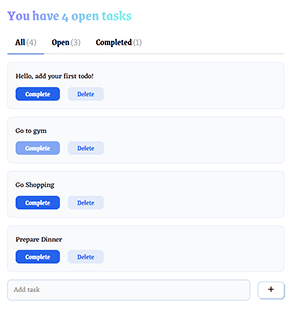 You have 4 open tasks
All (4) Open (3) Completed (1)
Hello, add your first todo!
Complete Delete
Go to gym
Complete Delete
Go Shopping
Complete Delete
Prepare Dinner
Complete Delete
Add task +